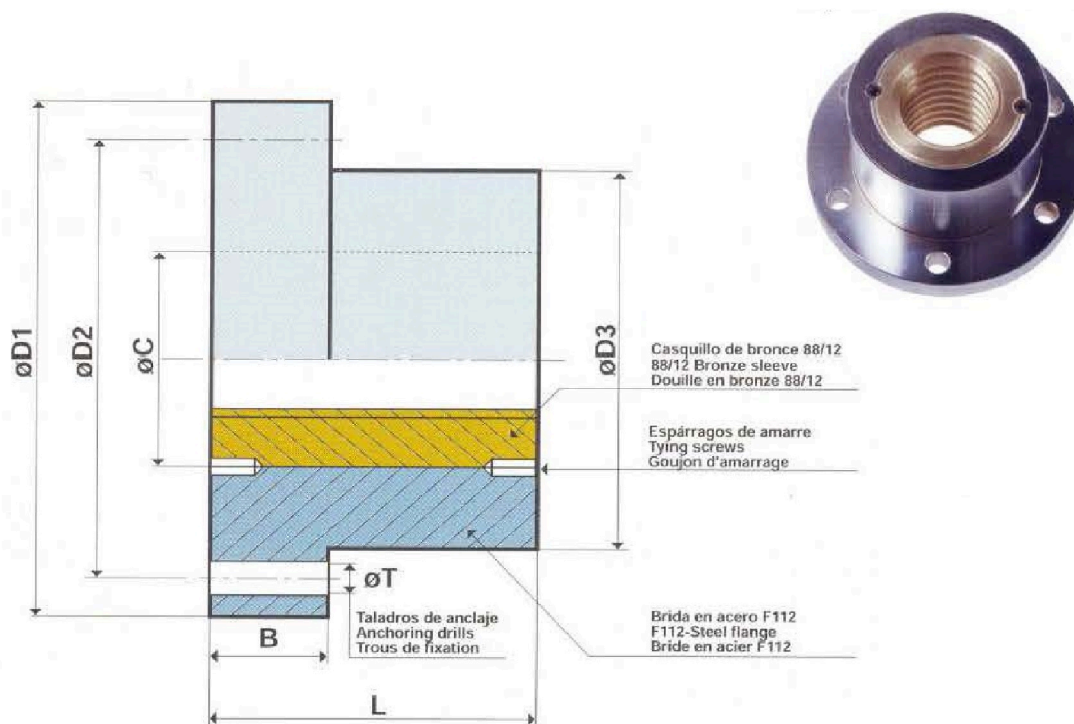 øD1
øD2
øC
øD3
Casquillo de bronce 88/12
88/12 Bronze sleeve
Douille en bronze 88/12
Espárragos de amarre
Tying screws
Goujon d'amarrage
øT
Taladros de anclaje
Anchoring drills
Trous de fixation
B
Brida en acero F112
F112-Steel flange
Bride en acier F112
L